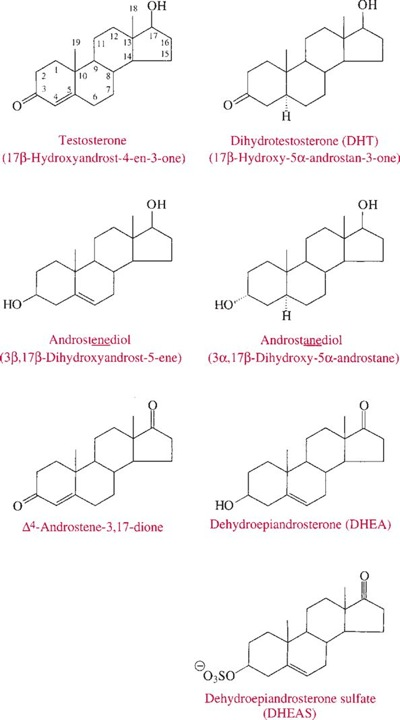 OH
18
12
17
11
13
16
19
14
15
1
9
2
10
8
3
5
7
O
4
6
Testosterone
(17β-Hydroxyandrost-4-en-3-one)
OH
O
H
Dihydrotestosterone (DHT)
(17β-Hydroxy-5α-androstan-3-one)
OH
HO
Androstenediol
(3β,17β-Dihydroxyandrost-5-ene)
OH
HO
H
Androstanediol
(3α,17β-Dihydroxy-5α-androstane)
O
O
Δ⁴-Androstene-3,17-dione
O
HO
Dehydroepiandrosterone (DHEA)
O
⊖
O₃SO
Dehydroepiandrosterone sulfate
(DHEAS)